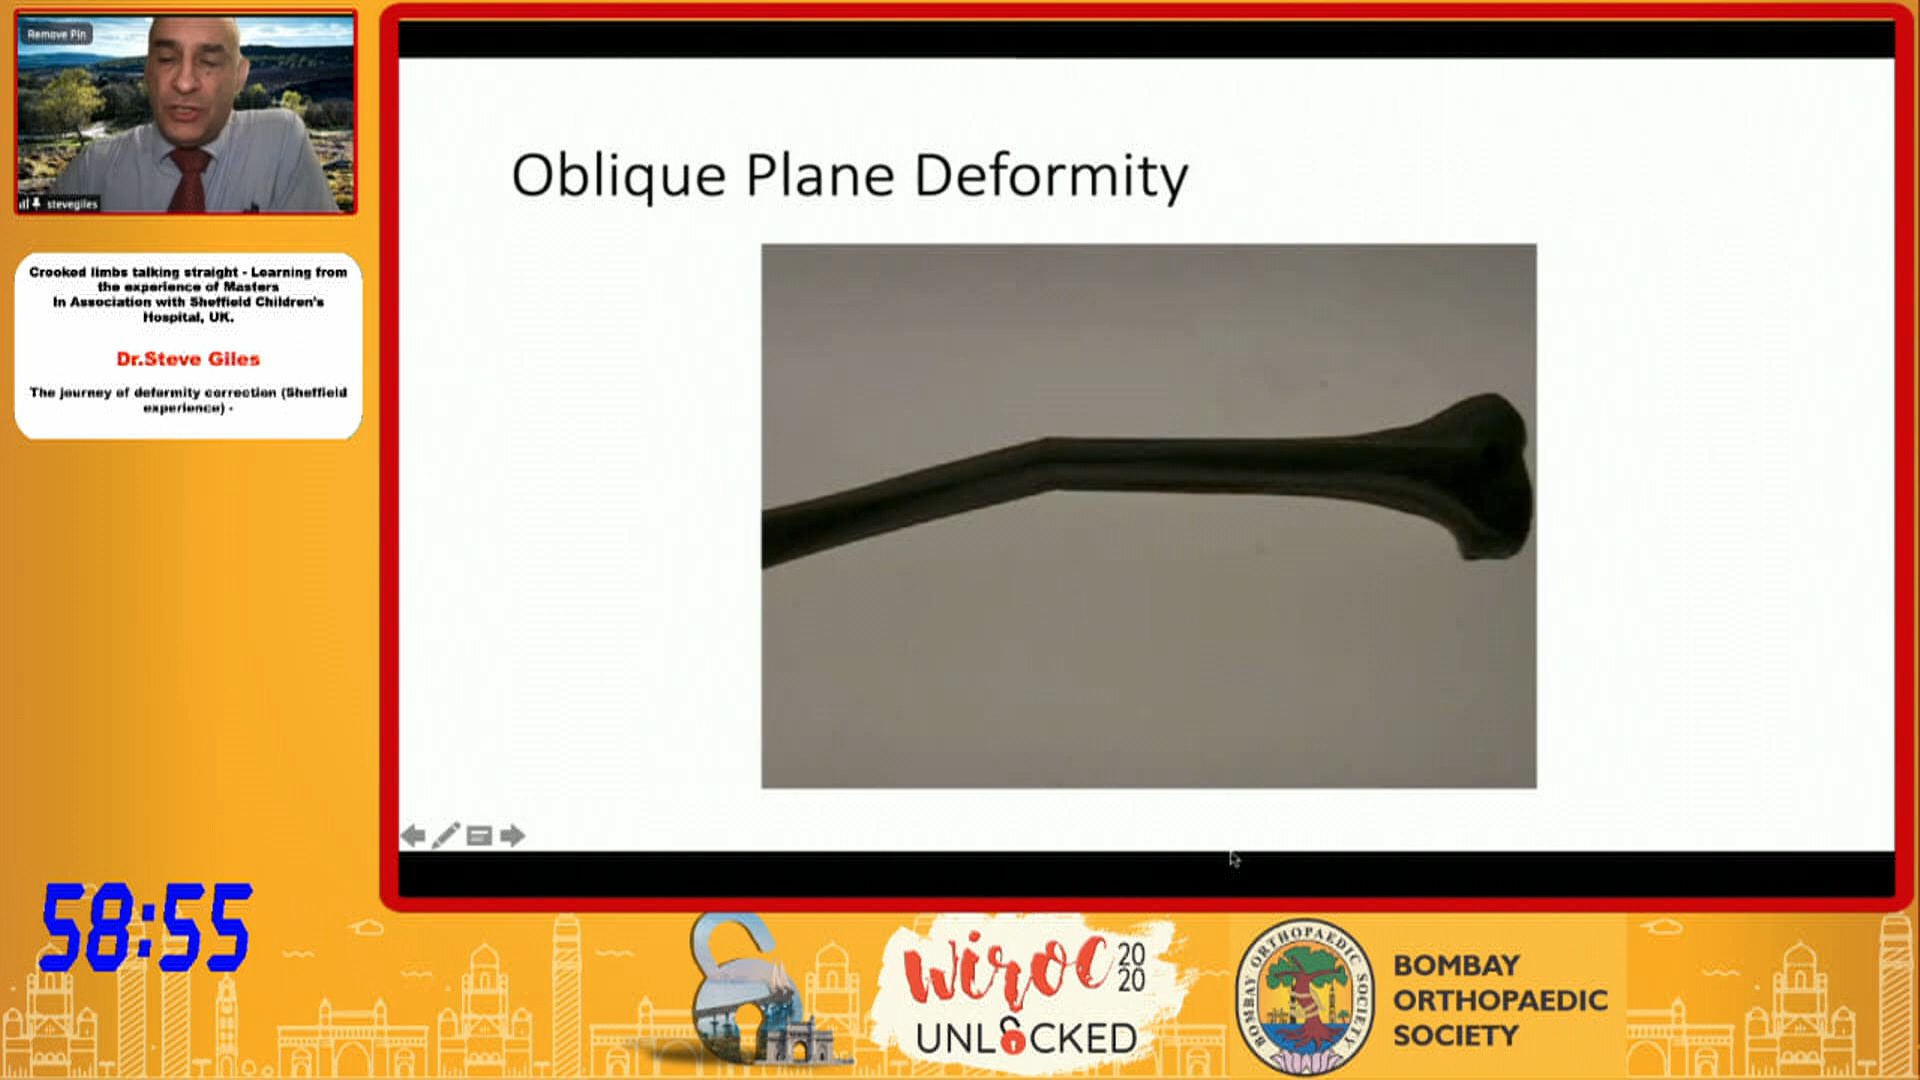 Remove Pin
stevegiles
Crooked limbs talking straight - Learning from
the experience of Masters
In Association with Sheffield Children's
Hospital, UK.
Dr.Steve Giles
The journey of deformity correction (Sheffield
experience) -
Oblique Plane Deformity
58:55
wiroc 20
20
UNLOCKED
BOMBAY ORTHOPAEDIC SOCIETY
BOMBAY
ORTHOPAEDIC
SOCIETY